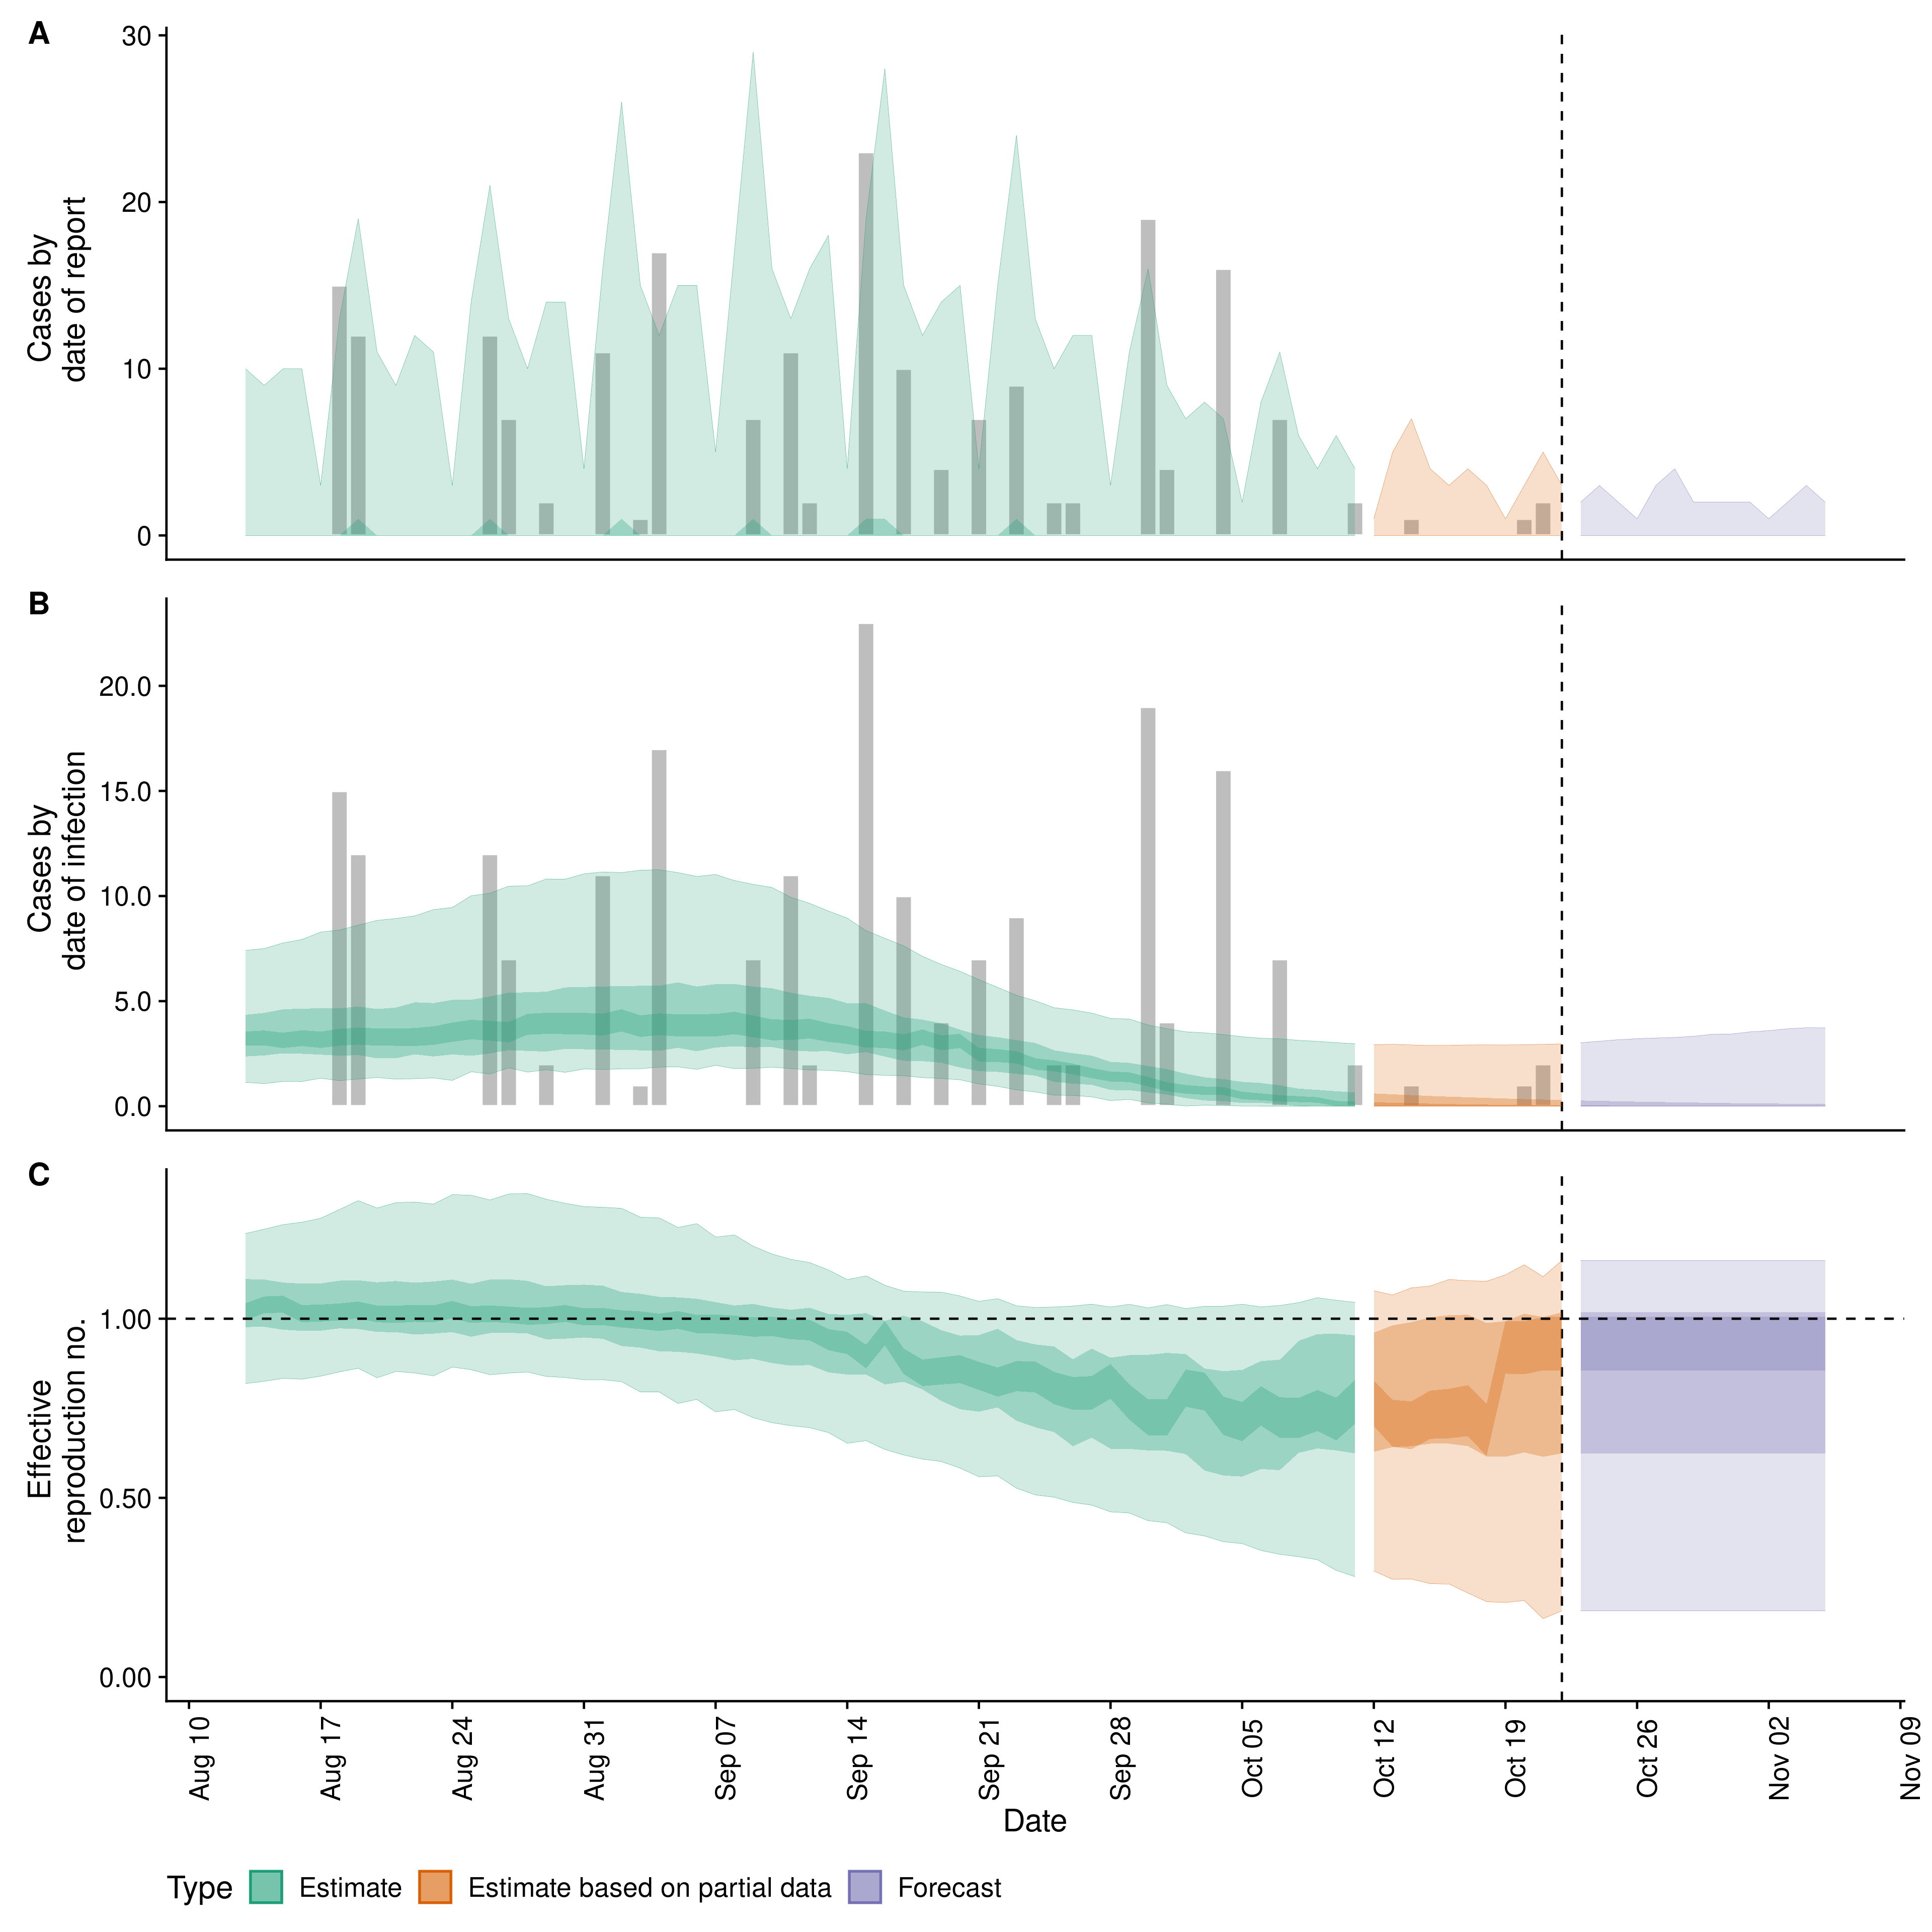 A
Cases by
date of report
30
20
10
0
B
Cases by
date of infection
20.0
15.0
10.0
5.0
0.0
C
Effective
reproduction no.
1.00
0.50
0.00
Aug 10
Aug 17
Aug 24
Aug 31
Sep 07
Sep 14
Sep 21
Sep 28
Oct 05
Oct 12
Oct 19
Oct 26
Nov 02
Nov 09
Date
Type Estimate Estimate based on partial data Forecast